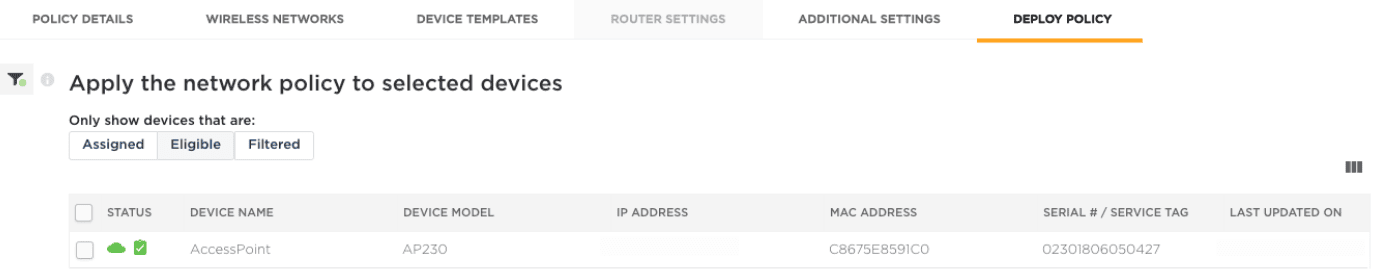 POLICY DETAILS WIRELESS NETWORKS DEVICE TEMPLATES ROUTER SETTINGS ADDITIONAL SETTINGS DEPLOY POLICY
Apply the network policy to selected devices
Only show devices that are:
Assigned Eligible Filtered
STATUS DEVICE NAME DEVICE MODEL IP ADDRESS MAC ADDRESS SERIAL # / SERVICE TAG LAST UPDATED ON
AccessPoint AP230 C8675E8591C0 02301806050427